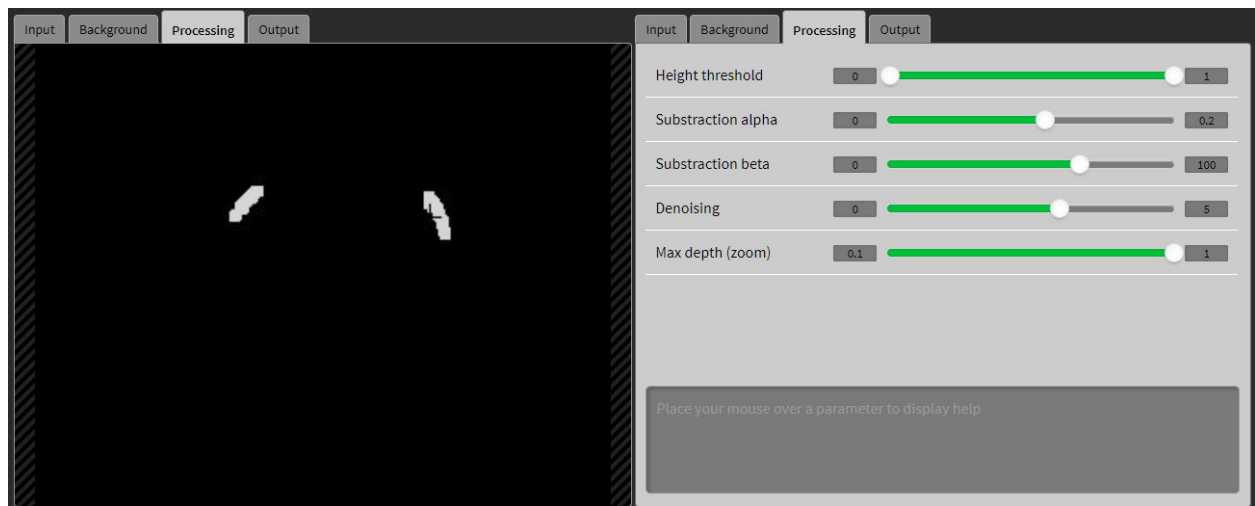 Input Background Processing Output
Input Background Processing Output
Height threshold 0 1
Substraction alpha 0 0.2
Substraction beta 0 100
Denoising 0 5
Max depth (zoom) 0.1 1
Place your mouse over a parameter to display help